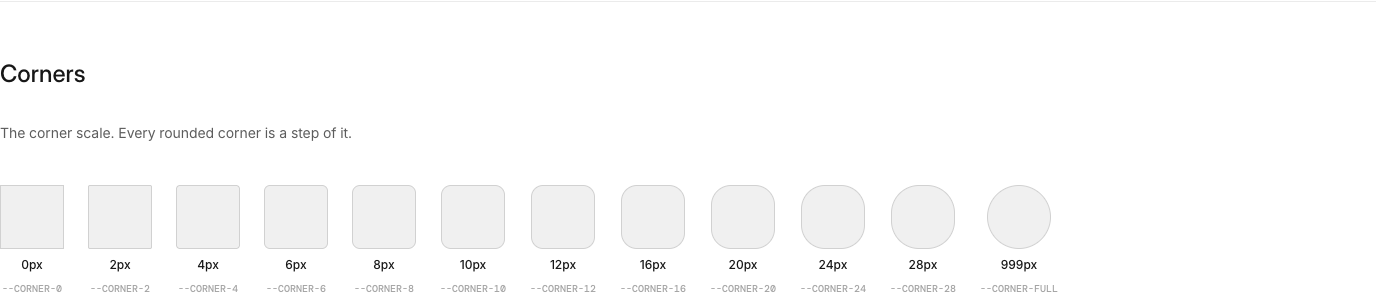 Corners
The corner scale. Every rounded corner is a step of it.
0px 2px 4px 6px 8px 10px 12px 16px 20px 24px 28px 999px
--CORNER-0 --CORNER-2 --CORNER-4 --CORNER-6 --CORNER-8 --CORNER-10 --CORNER-12 --CORNER-16 --CORNER-20 --CORNER-24 --CORNER-28 --CORNER-FULL